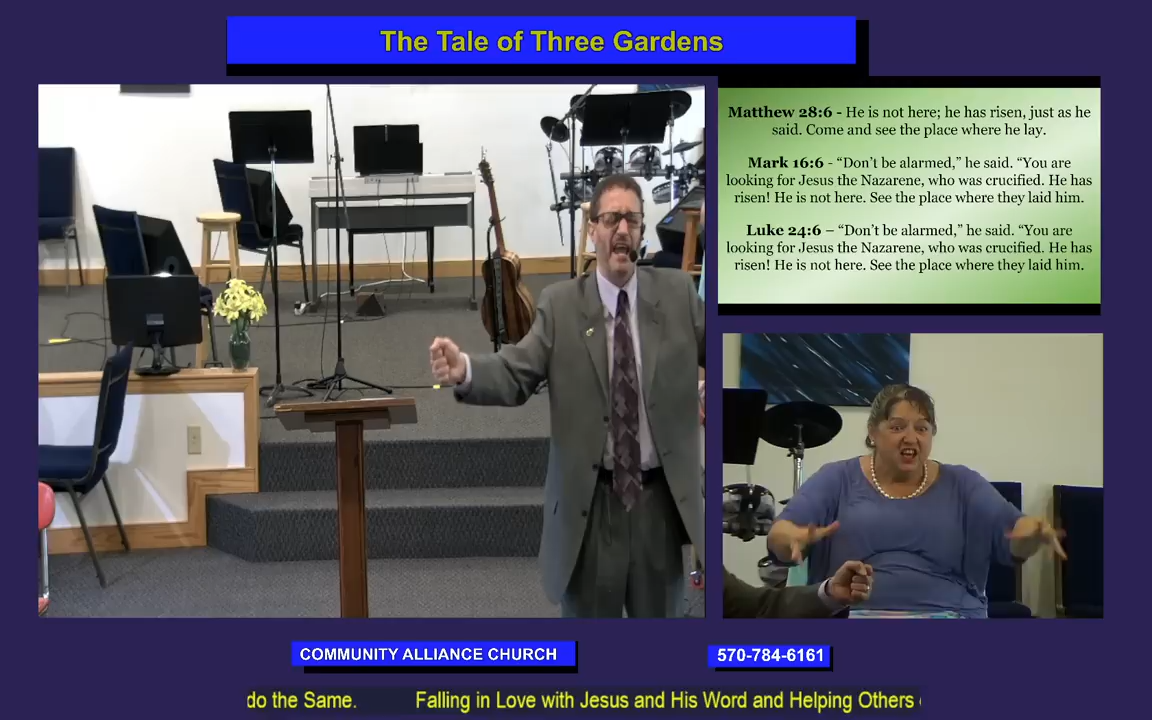 The Tale of Three Gardens
Matthew 28:6 - He is not here; he has risen, just as he
said. Come and see the place where he lay.
Mark 16:6 - “Don’t be alarmed,” he said. “You are
looking for Jesus the Nazarene, who was crucified. He has
risen! He is not here. See the place where they laid him.
Luke 24:6 – “Don’t be alarmed,” he said. “You are
looking for Jesus the Nazarene, who was crucified. He has
risen! He is not here. See the place where they laid him.
COMMUNITY ALLIANCE CHURCH
570-784-6161
do the Same. Falling in Love with Jesus and His Word and Helping Others